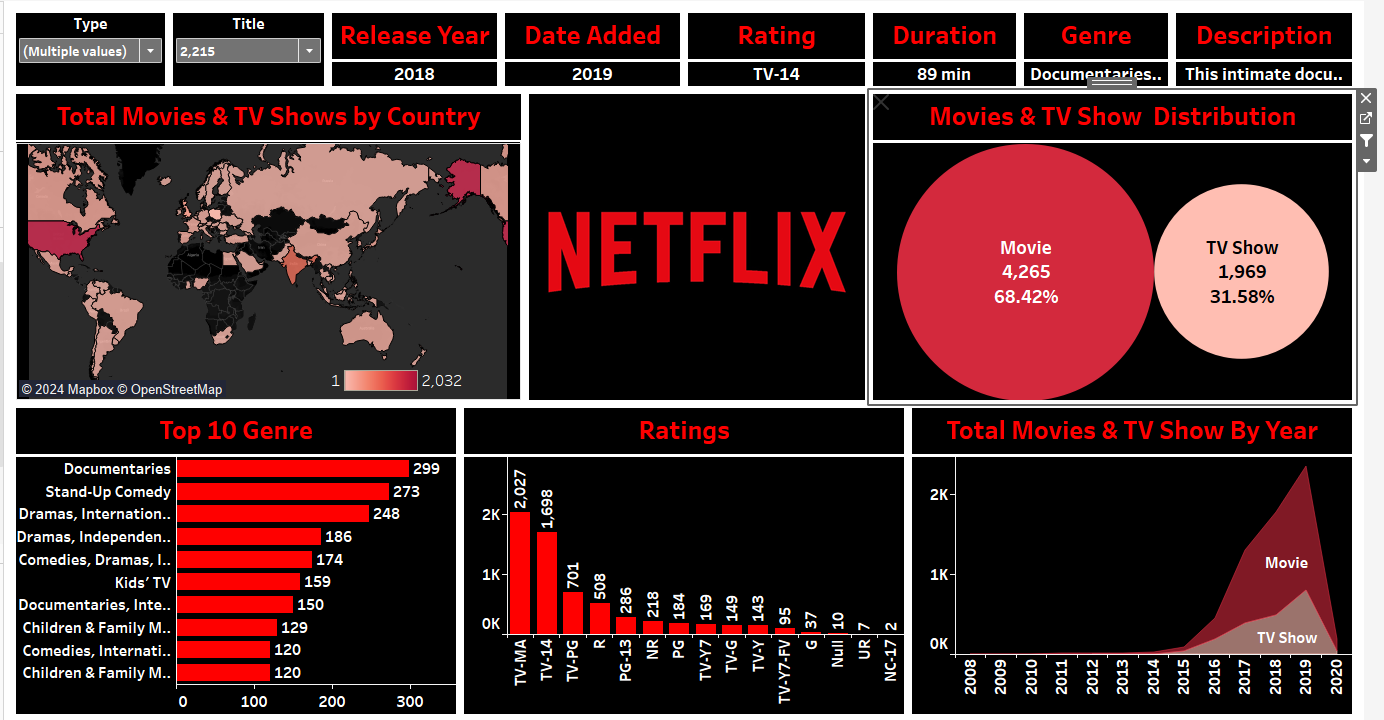 Type
(Multiple values)
Title
2,215
Release Year
2018
Date Added
2019
Rating
TV-14
Duration
89 min
Genre
Documentaries..
Description
This intimate docu..
Total Movies & TV Shows by Country
© 2024 Mapbox © OpenStreetMap
1
2,032
NETFLIX
Movies & TV Show Distribution
Movie
4,265
68.42%
TV Show
1,969
31.58%
Top 10 Genre
Documentaries 299
Stand-Up Comedy 273
Dramas, Internation.. 248
Dramas, Independen.. 186
Comedies, Dramas, I.. 174
Kids’ TV 159
Documentaries, Inte.. 150
Children & Family M.. 129
Comedies, Internati.. 120
Children & Family M.. 120
0 100 200 300
Ratings
2K
1K
0K
2,027 1,698 701 508 286 218 184 169 149 143 95 37 10 7 2
TV-MA TV-14 TV-PG R PG-13 NR PG TV-Y7 TV-G TV-Y TV-Y7-FV G Null UR NC-17
Total Movies & TV Show By Year
2K
1K
0K
Movie
TV Show
2008 2009 2010 2011 2012 2013 2014 2015 2016 2017 2018 2019 2020